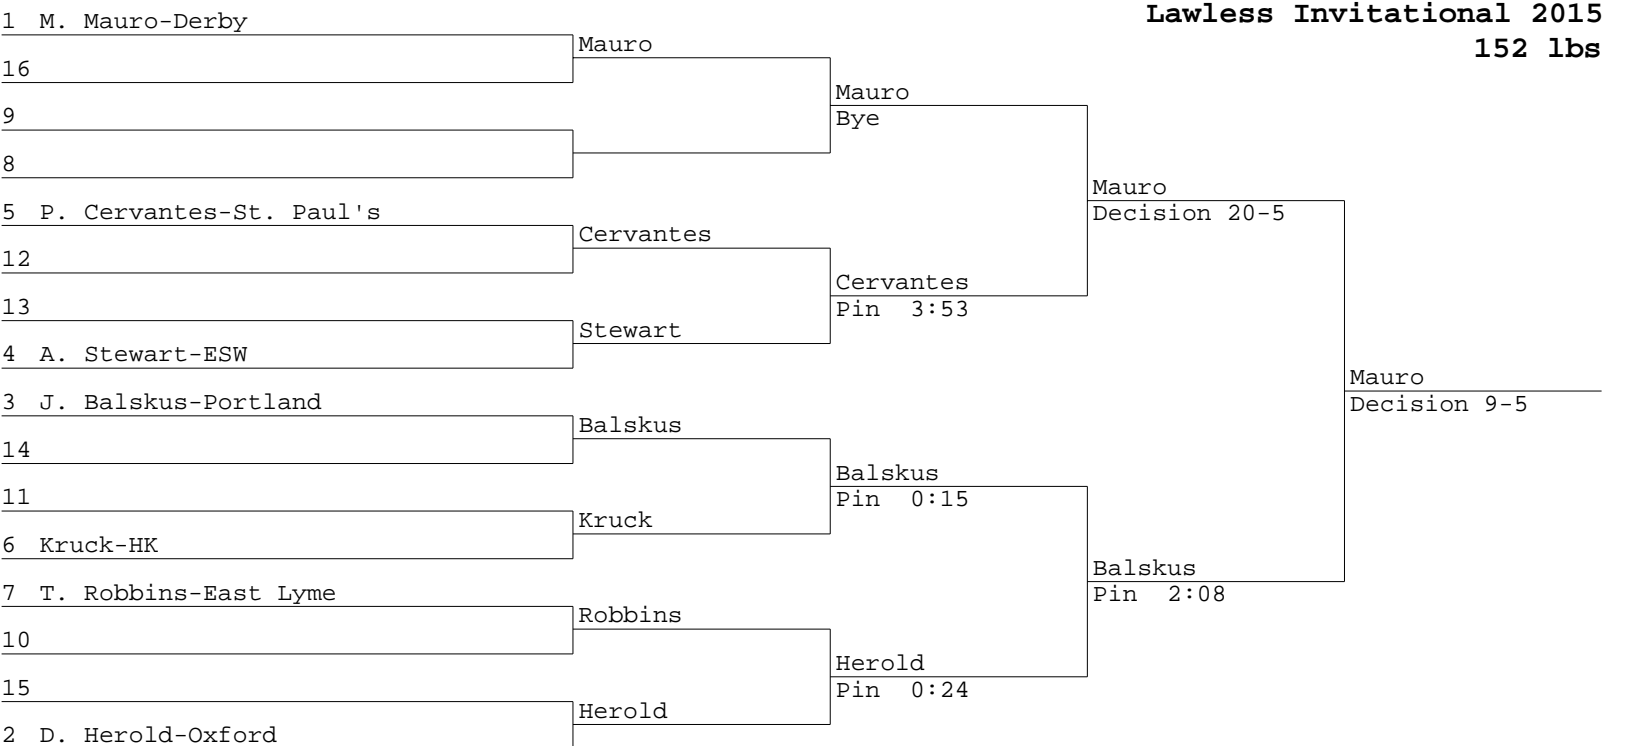 Lawless Invitational 2015
152 lbs
1 M. Mauro-Derby
16
9
8
5 P. Cervantes-St. Paul's
12
13
4 A. Stewart-ESW
3 J. Balskus-Portland
14
11
6 Kruck-HK
7 T. Robbins-East Lyme
10
15
2 D. Herold-Oxford
Mauro
Cervantes
Stewart
Balskus
Kruck
Robbins
Herold
Mauro
Bye
Cervantes
Pin 3:53
Balskus
Pin 0:15
Herold
Pin 0:24
Mauro
Decision 20-5
Balskus
Pin 2:08
Mauro
Decision 9-5